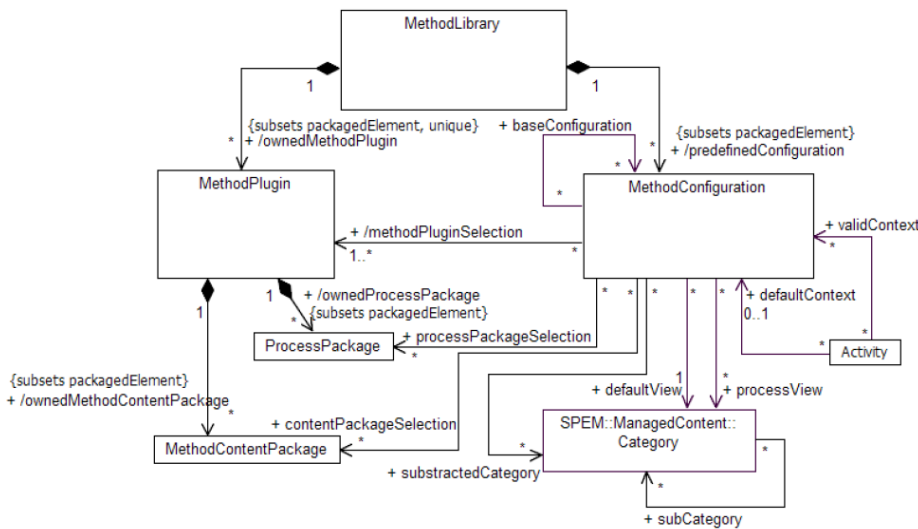 MethodLibrary
1
1
+ baseConfiguration
{subsets packagedElement, unique}
* + /ownedMethodPlugin
{subsets packagedElement}
* + /predefinedConfiguration
*
MethodPlugin
MethodConfiguration
*
+ /methodPluginSelection
1..*
*
+ validContext
*
1
1
+ /ownedProcessPackage
{subsets packagedElement}
*
* * * * *
+ defaultContext
0..1
ProcessPackage
+ processPackageSelection
*
*
*
Activity
{subsets packagedElement}
+ /ownedMethodContentPackage
*
+ defaultView
1
*
+ processView
+ contentPackageSelection
*
MethodContentPackage
SPEM::ManagedContent::
Category
*
*
+ substractedCategory
*
+ subCategory